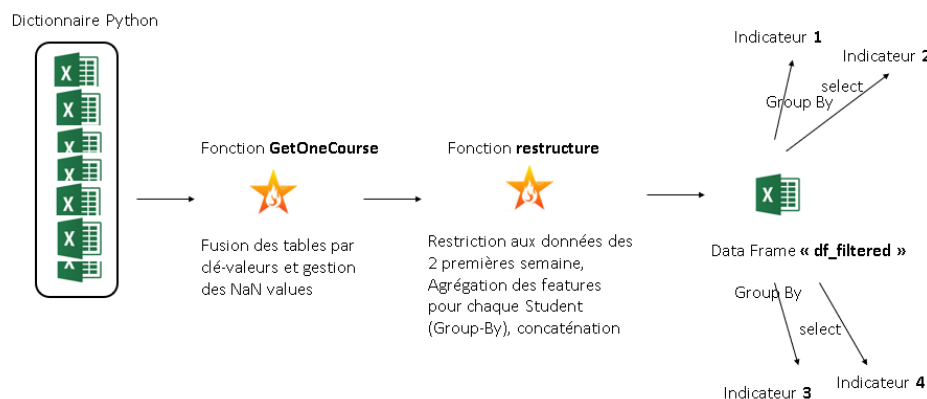 Dictionnaire Python
Indicateur 1
Indicateur 2
select
Group By
Fonction GetOneCourse
Fonction restructure
Fusion des tables par
clé-valeurs et gestion
des NaN values
Restriction aux données des
2 premières semaine,
Agrégation des features
pour chaque Student
(Group-By), concaténation
Data Frame « df_filtered »
Group By
select
Indicateur 3
Indicateur 4